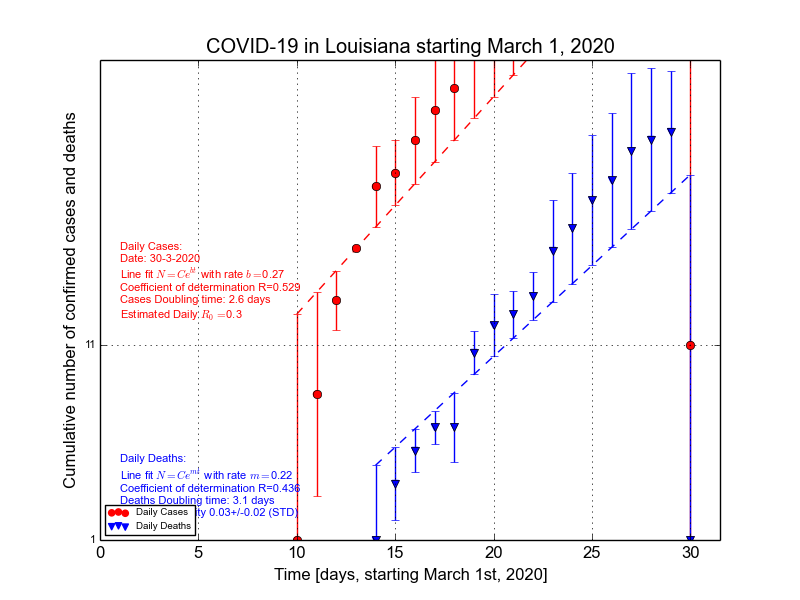 COVID-19 in Louisiana starting March 1, 2020
Cumulative number of confirmed cases and deaths
Daily Cases:
Date: 30-3-2020
Line fit N = Ce^{bt} with rate b =0.27
Coefficient of determination R=0.529
Cases Doubling time: 2.6 days
Estimated Daily R_0 =0.3
11
Daily Deaths:
Line fit N = Ce^{mt} with rate m =0.22
Coefficient of determination R=0.436
Deaths Doubling time: 3.1 days
0.03+/-0.02 (STD)
Daily Cases
Daily Deaths
1
0 5 10 15 20 25 30
Time [days, starting March 1st, 2020]